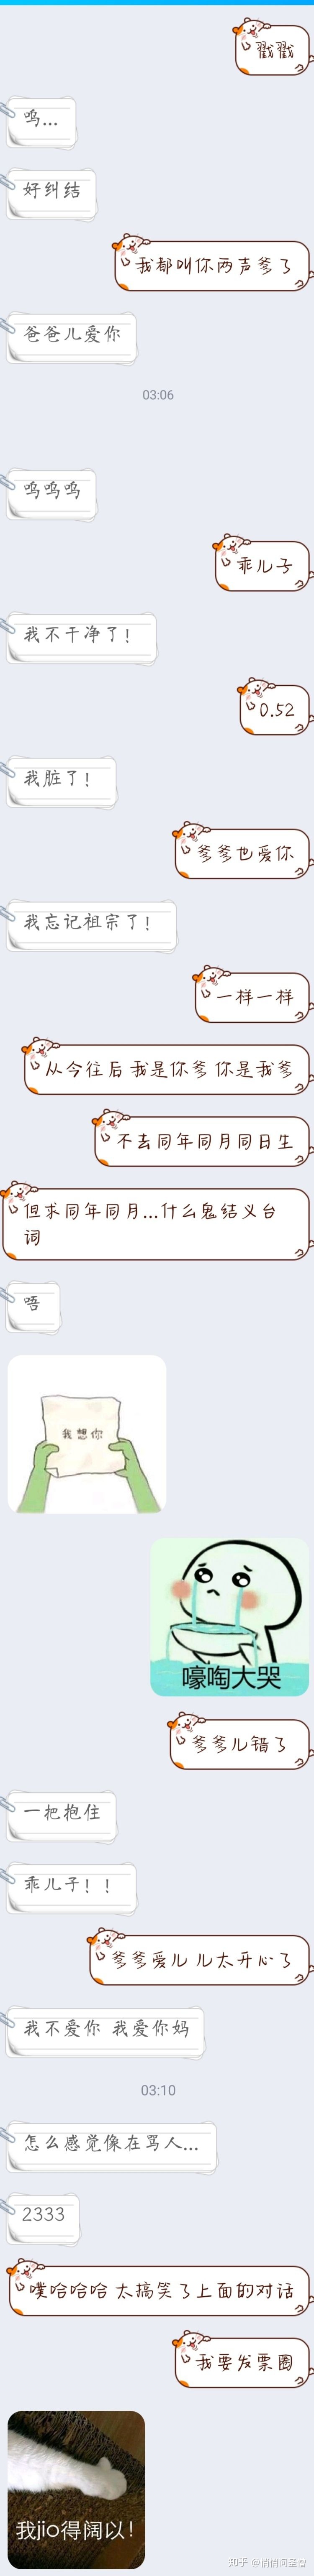 戳戳
呜...
好纠结
我都叫你两声爹了
爸爸儿爱你
03:06
呜呜呜
乖儿子
我不干净了！
0.52
我脏了！
爹爹也爱你
我忘记祖宗了！
一样一样
从今往后 我是你爹 你是我爹
不去同年同月同日生
但求同年同月...什么鬼结义台
词
唔
我想你
嚎啕大哭
爹爹儿错了
一把抱住
乖儿子！！
爹爹爱儿 儿太开心了
我不爱你 我爱你妈
03:10
怎么感觉像在骂人...
2333
噗哈哈哈 太搞笑了上面的对话
我要发票圈
我jio得阔以！
知乎 @悄悄问圣僧